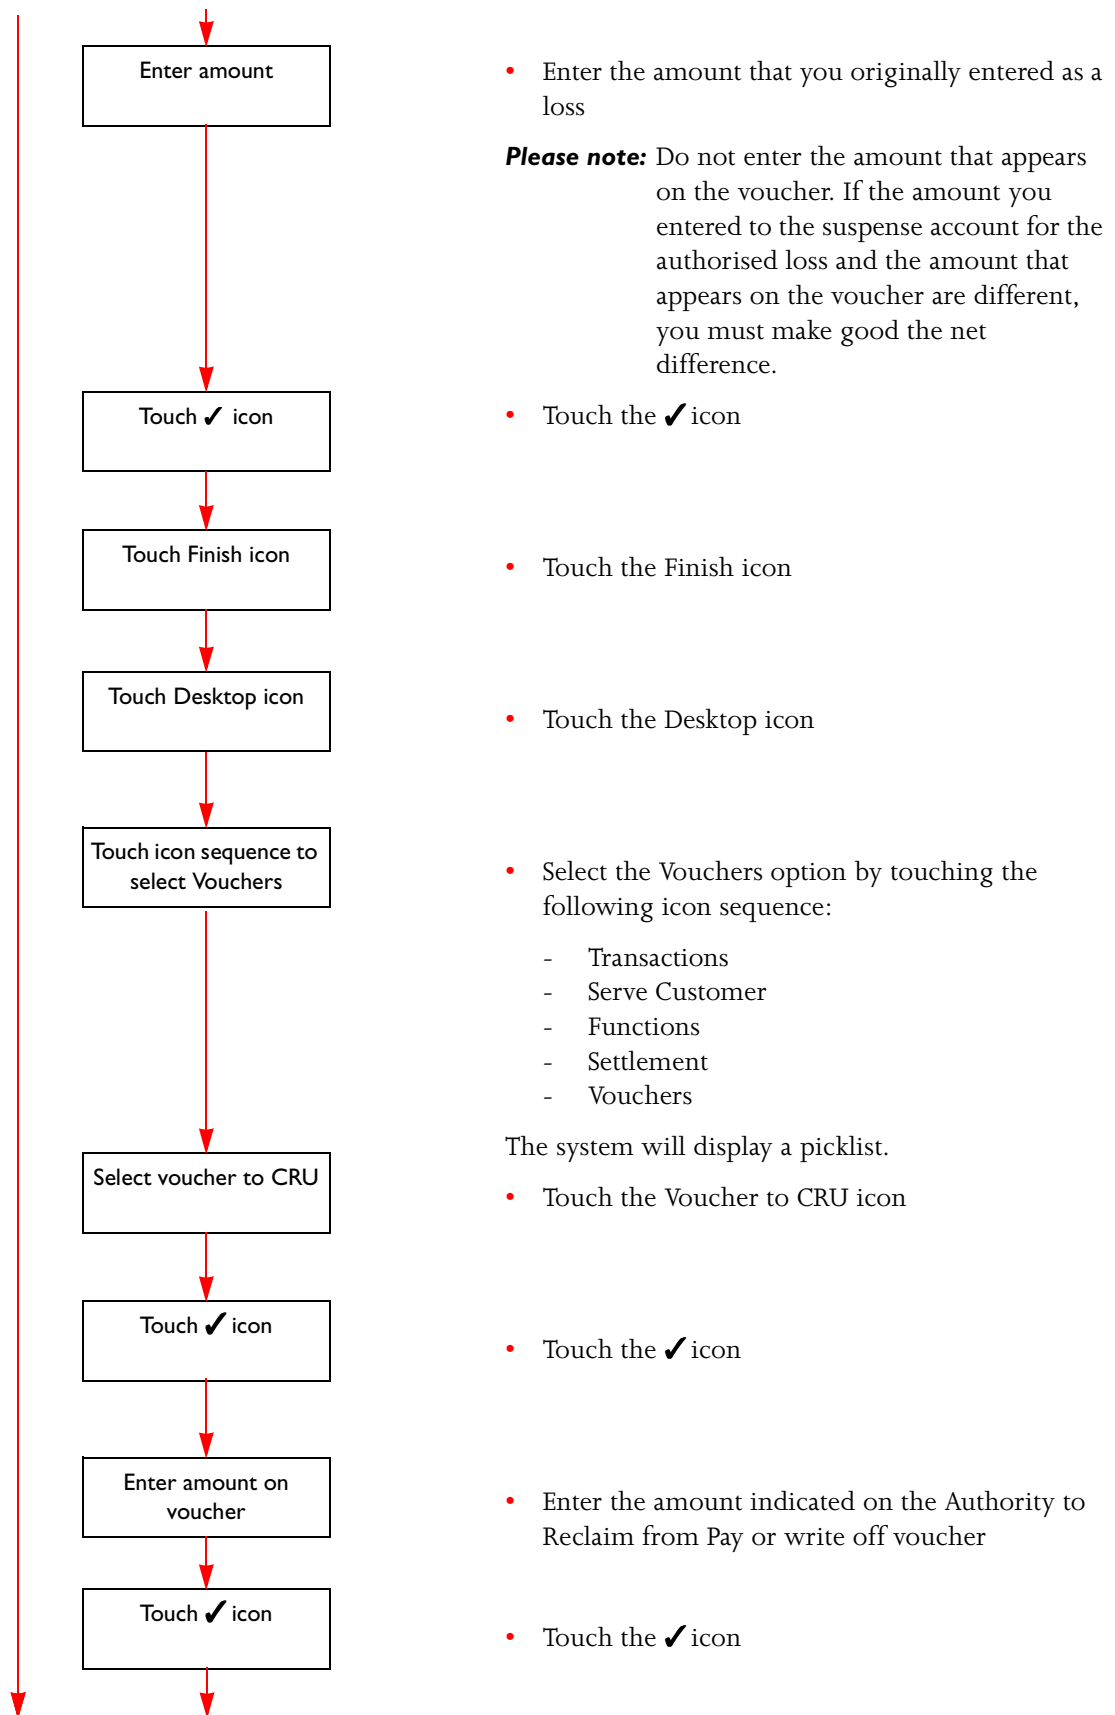 Enter amount
• Enter the amount that you originally entered as a
loss
Please note: Do not enter the amount that appears
on the voucher. If the amount you
entered to the suspense account for the
authorised loss and the amount that
appears on the voucher are different,
you must make good the net
difference.
Touch ✓ icon
• Touch the ✓ icon
Touch Finish icon
• Touch the Finish icon
Touch Desktop icon
• Touch the Desktop icon
Touch icon sequence to
select Vouchers
• Select the Vouchers option by touching the
following icon sequence:
- Transactions
- Serve Customer
- Functions
- Settlement
- Vouchers
The system will display a picklist.
Select voucher to CRU
• Touch the Voucher to CRU icon
Touch ✓ icon
• Touch the ✓ icon
Enter amount on
voucher
• Enter the amount indicated on the Authority to
Reclaim from Pay or write off voucher
Touch ✓ icon
• Touch the ✓ icon